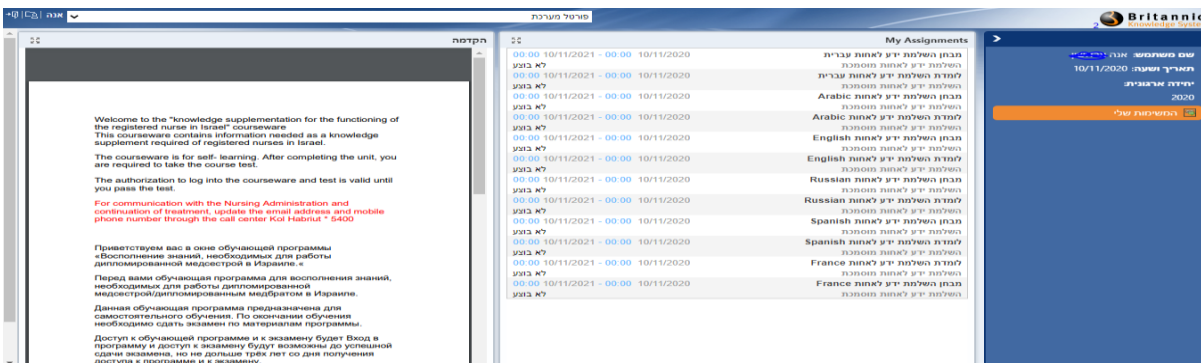 אנה
פורטל מערכת
Britannic
Knowledge Syste
הקדמה
Welcome to the "knowledge supplementation for the functioning of
the registered nurse in Israel" courseware
This courseware contains information needed as a knowledge
supplement required of registered nurses in Israel.
The courseware is for self- learning. After completing the unit, you
are required to take the course test.
The authorization to log into the courseware and test is valid until
you pass the test.
For communication with the Nursing Administration and
continuation of treatment, update the email address and mobile
phone number through the call center Kol Habriut * 5400
Приветствуем вас в окне обучающей программы
«Восполнение знаний, необходимых для работы
дипломированной медсестрой в Израиле.«
Перед вами обучающая программа для восполнения знаний,
необходимых для работы дипломированной
медсестрой/дипломированным медбратом в Израиле.
Данная обучающая программа предназначена для
самостоятельного обучения. По окончании обучения
необходимо сдать экзамен по материалам программы.
Доступ к обучающей программе и к экзамену будет Вход в
программу и доступ к экзамену будут возможны до успешной
сдачи экзамена, но не дольше трёх лет со дня получения
доступа к программе и к экзамену.
My Assignments
מבחן השלמת ידע לאחות עברית 10/11/2020 00:00 - 10/11/2021 00:00
השלמת ידע לאחות מוסמכת לא בוצע
לומדת השלמת ידע לאחות עברית 10/11/2020 00:00 - 10/11/2021 00:00
השלמת ידע לאחות מוסמכת לא בוצע
מבחן השלמת ידע לאחות Arabic 10/11/2020 00:00 - 10/11/2021 00:00
השלמת ידע לאחות מוסמכת לא בוצע
לומדת השלמת ידע לאחות Arabic 10/11/2020 00:00 - 10/11/2021 00:00
השלמת ידע לאחות מוסמכת לא בוצע
מבחן השלמת ידע לאחות English 10/11/2020 00:00 - 10/11/2021 00:00
השלמת ידע לאחות מוסמכת לא בוצע
לומדת השלמת ידע לאחות English 10/11/2020 00:00 - 10/11/2021 00:00
השלמת ידע לאחות מוסמכת לא בוצע
מבחן השלמת ידע לאחות Russian 10/11/2020 00:00 - 10/11/2021 00:00
השלמת ידע לאחות מוסמכת לא בוצע
לומדת השלמת ידע לאחות Russian 10/11/2020 00:00 - 10/11/2021 00:00
השלמת ידע לאחות מוסמכת לא בוצע
מבחן השלמת ידע לאחות Spanish 10/11/2020 00:00 - 10/11/2021 00:00
השלמת ידע לאחות מוסמכת לא בוצע
לומדת השלמת ידע לאחות Spanish 10/11/2020 00:00 - 10/11/2021 00:00
השלמת ידע לאחות מוסמכת לא בוצע
לומדת השלמת ידע לאחות France 10/11/2020 00:00 - 10/11/2021 00:00
השלמת ידע לאחות מוסמכת לא בוצע
מבחן השלמת ידע לאחות France 10/11/2020 00:00 - 10/11/2021 00:00
השלמת ידע לאחות מוסמכת לא בוצע
שם משתמש: אנה
תאריך ושעה: 10/11/2020
יחידה ארגונית:
2020
המשימות שלי